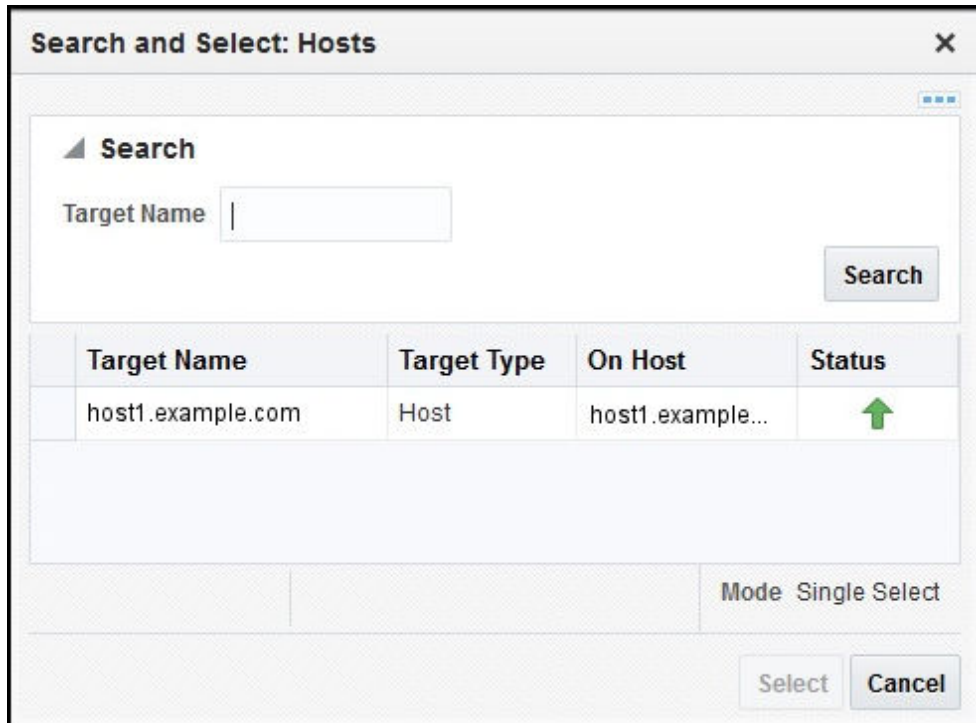 Search and Select: Hosts
Search
Target Name
Search
Target Name Target Type On Host Status
host1.example.com Host host1.example...
Mode Single Select
Select Cancel